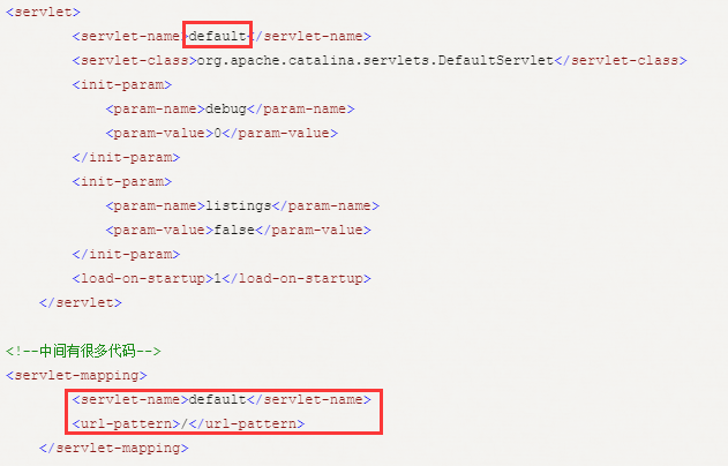 <servlet>
<servlet-name>default</servlet-name>
<servlet-class>org.apache.catalina.servlets.DefaultServlet</servlet-class>
<init-param>
<param-name>debug</param-name>
<param-value>0</param-value>
</init-param>
<init-param>
<param-name>listings</param-name>
<param-value>false</param-value>
</init-param>
<load-on-startup>1</load-on-startup>
</servlet>
<!--中间有很多代码-->
<servlet-mapping>
<servlet-name>default</servlet-name>
<url-pattern>/</url-pattern>
</servlet-mapping>